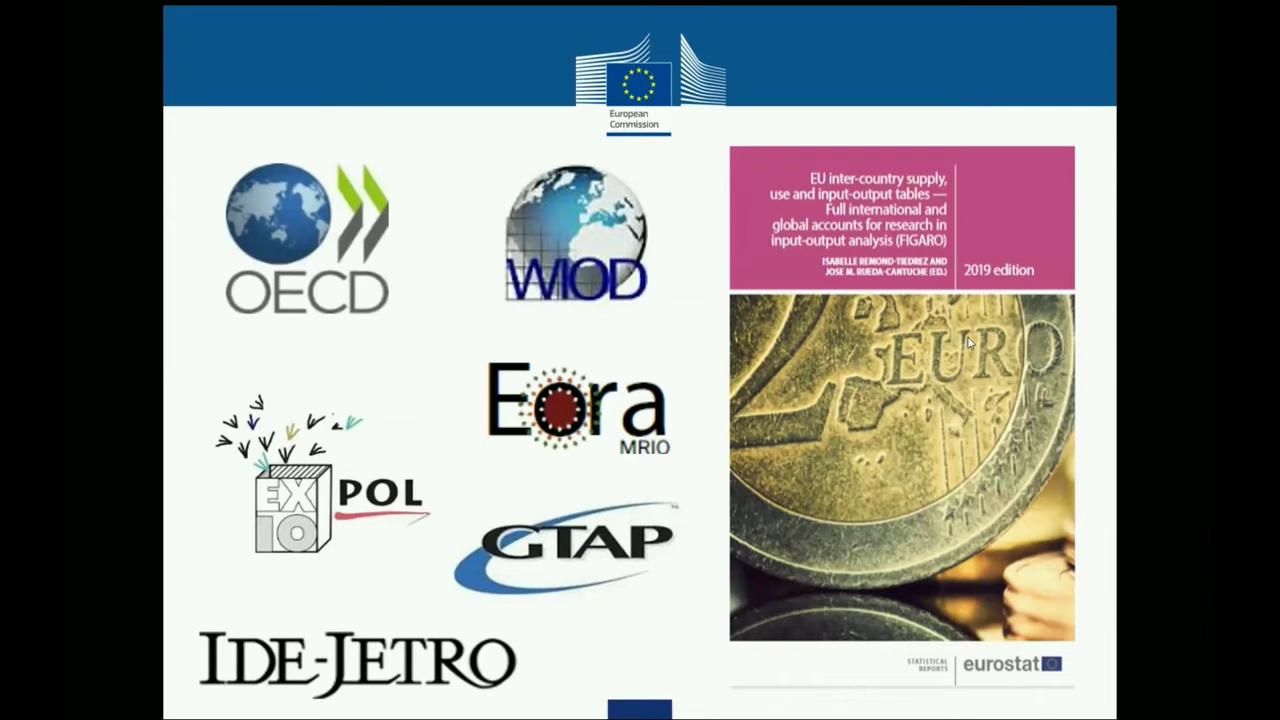 European
Commission
OECD
WIOD
EU inter-country supply,
use and input-output tables —
Full international and
global accounts for research in
input-output analysis (FIGARO)
ISABELLE REMOND-TIEDREZ AND
JOSE M. RUEDA-CANTUCHE (ED.)
2019 edition
EURO
Eora
MRIO
EX
IO
POL
GTAP™
IDE-JETRO
STATISTICAL
REPORTS
eurostat